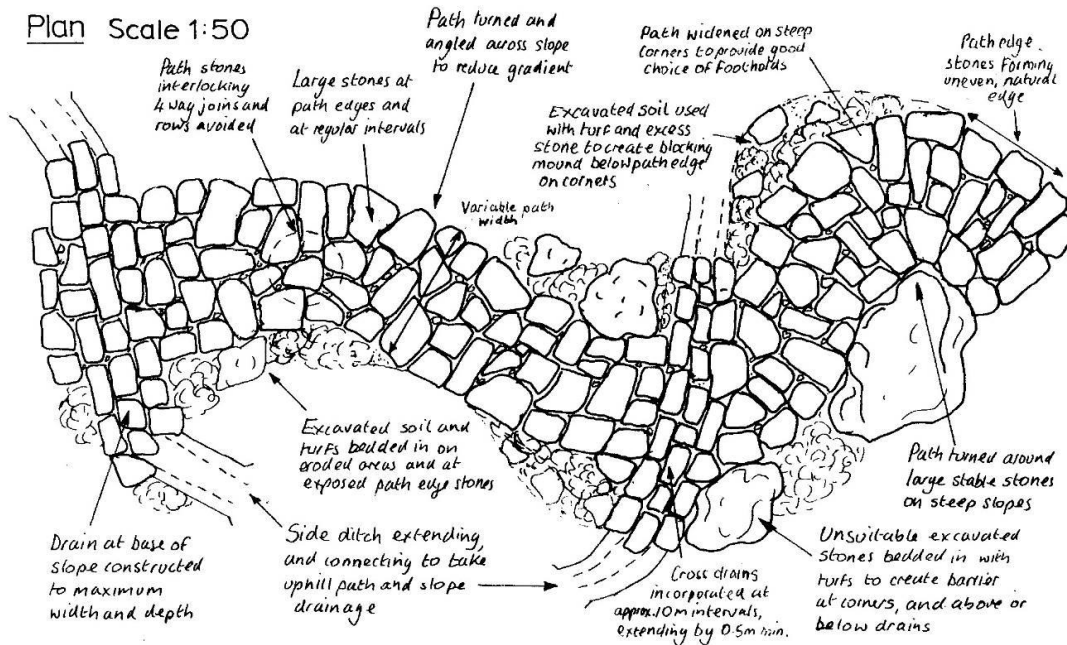 Plan Scale 1:50
Path stones
interlocking
4 way joins and
rows avoided
Large stones at
path edges and
at regular intervals
Path turned and
angled across slope
to reduce gradient
Path widened on steep
corners to provide good
choice of footholds
Path edge
stones forming
uneven, natural
edge
Excavated soil used
with turf and excess
stone to create blocking
mound below path edge
on corners
Variable path
width
Excavated soil and
turfs bedded in on
eroded areas and at
exposed path edge stones
Path turned around
large stable stones
on steep slopes
Drain at base of
slope constructed
to maximum
width and depth
Side ditch extending,
and connecting to take
uphill path and slope
drainage
Cross drains
incorporated at
approx. 10m intervals,
extending by 0.5m min.
Unsuitable excavated
stones bedded in with
turfs to create barrier
at corners, and above or
below drains